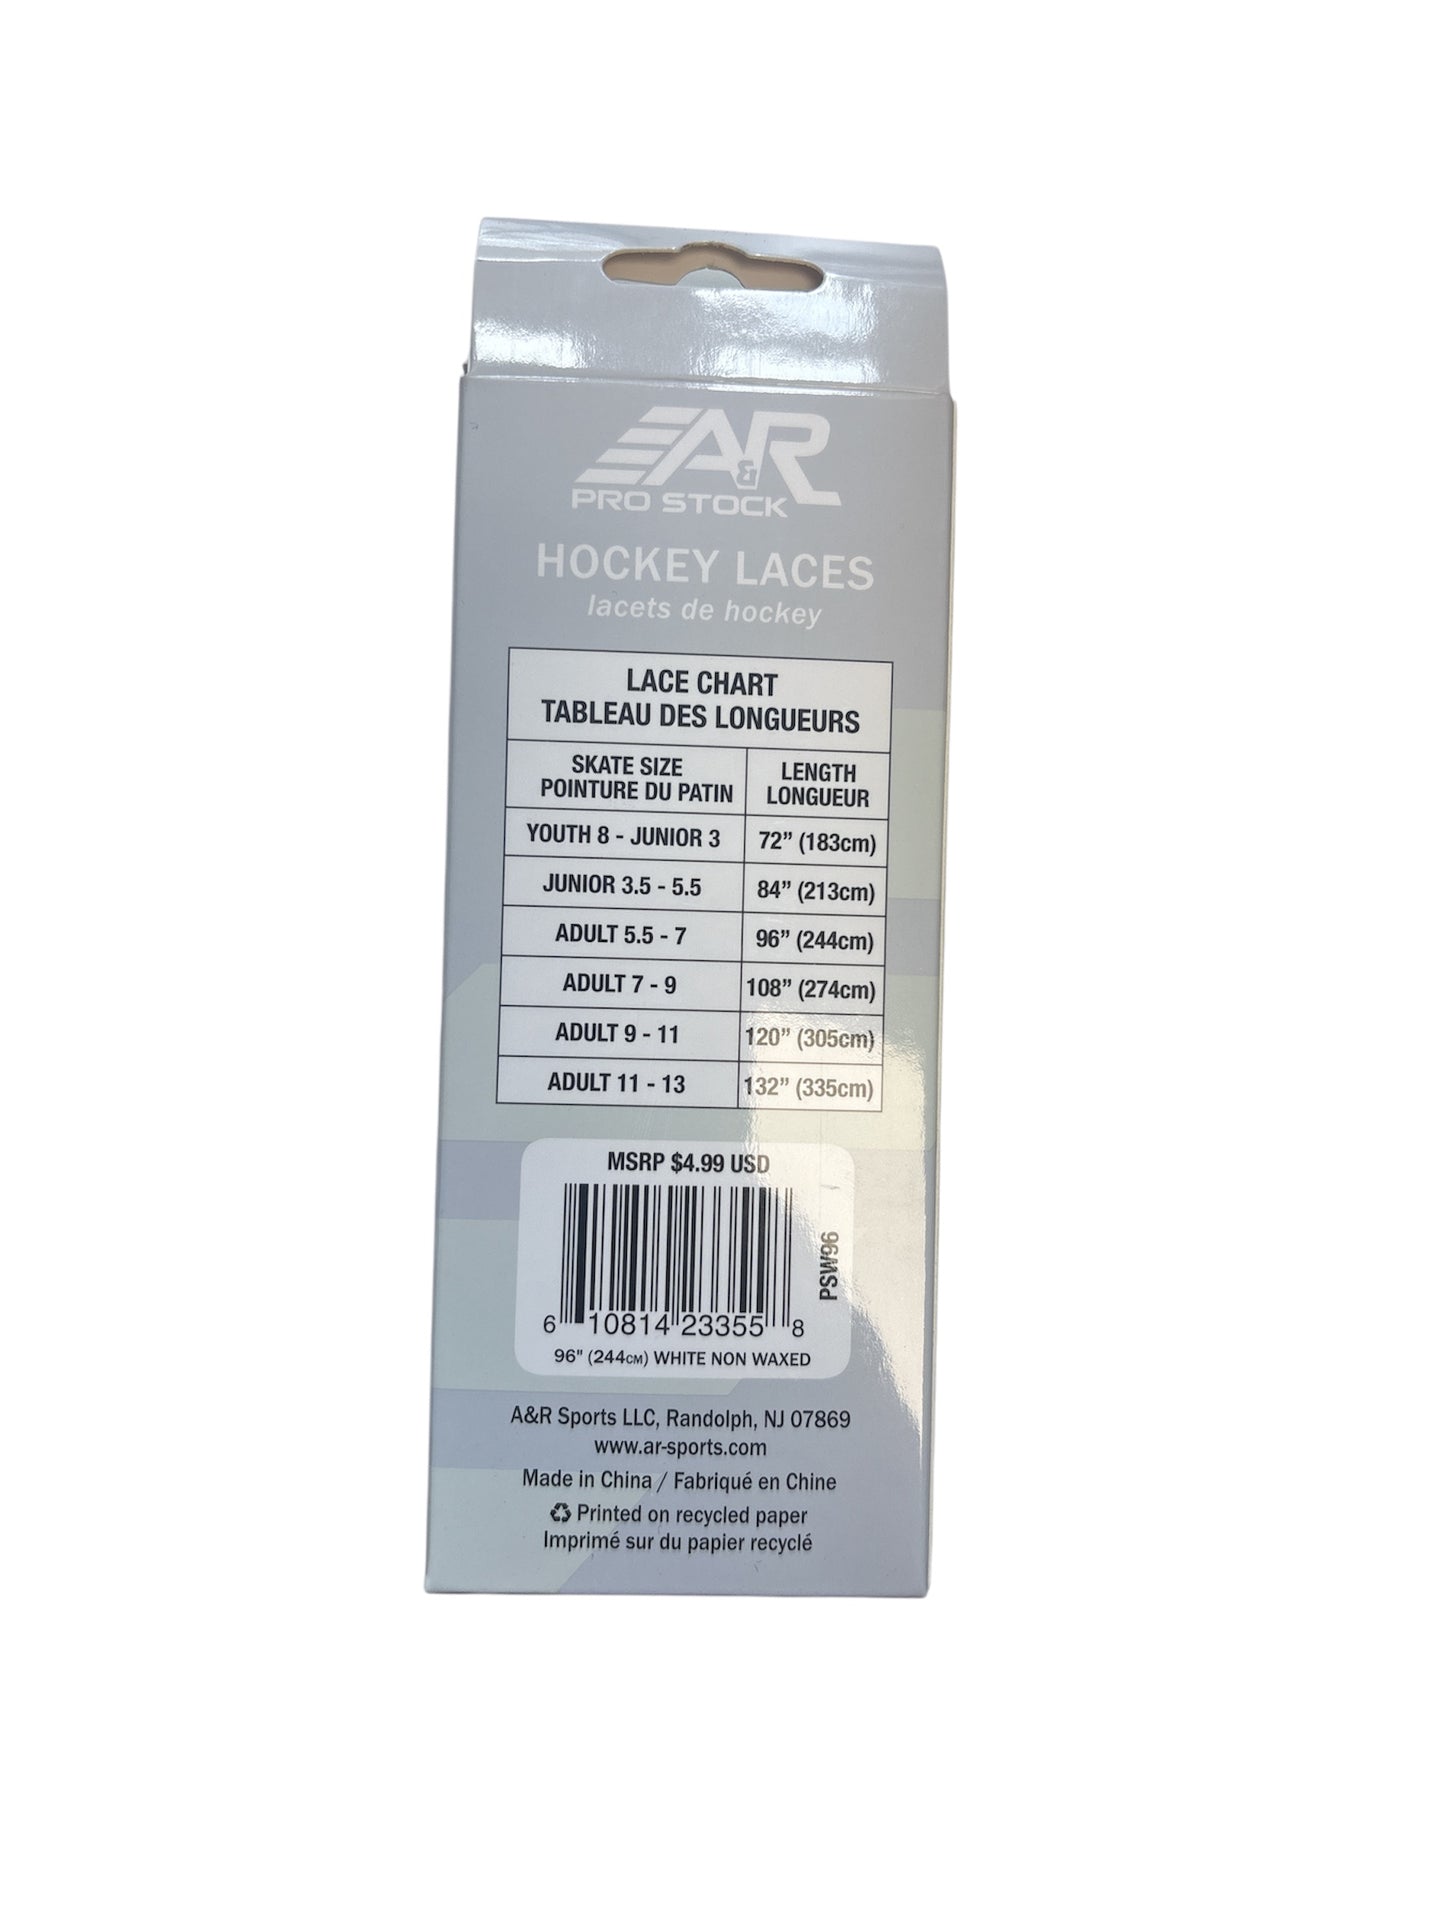 A&R
PRO STOCK
HOCKEY LACES
lacets de hockey
LACE CHART
TABLEAU DES LONGUEURS
SKATE SIZE
POINTURE DU PATIN
LENGTH
LONGUEUR
YOUTH 8 - JUNIOR 3 72” (183cm)
JUNIOR 3.5 - 5.5 84” (213cm)
ADULT 5.5 - 7 96” (244cm)
ADULT 7 - 9 108” (274cm)
ADULT 9 - 11 120” (305cm)
ADULT 11 - 13 132” (335cm)
MSRP $4.99 USD
PSW96
6 10814 23355 8
96" (244CM) WHITE NON WAXED
A&R Sports LLC, Randolph, NJ 07869
www.ar-sports.com
Made in China / Fabriqué en Chine
Printed on recycled paper
Imprimé sur du papier recyclé